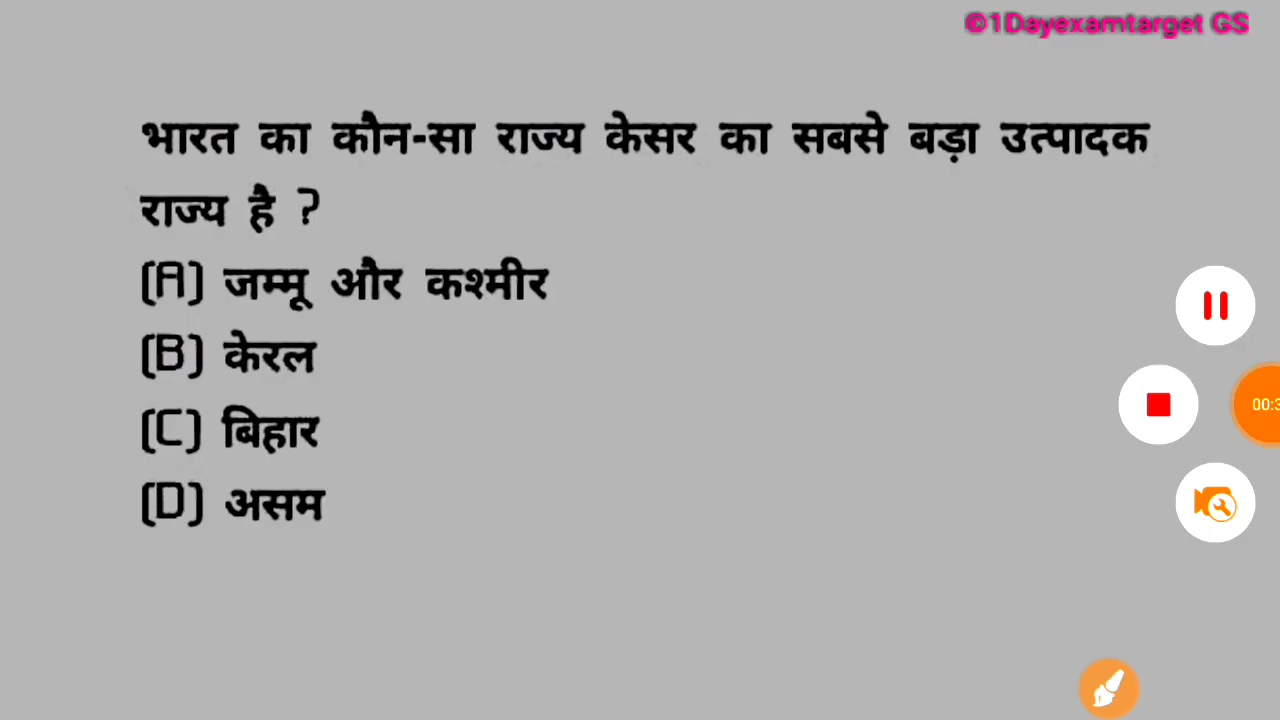 ©1Dayexamtarget GS
भारत का कौन-सा राज्य केसर का सबसे बड़ा उत्पादक
राज्य है ?
(A) जम्मू और कश्मीर
(B) केरल
(C) बिहार
(D) असम